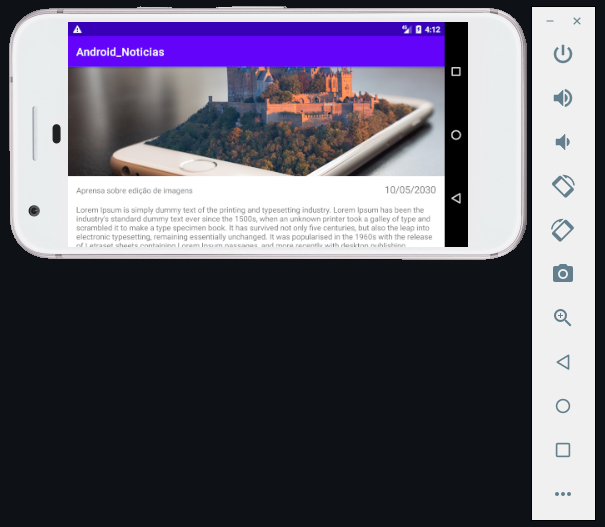 4:12
Android_Noticias
Aprensa sobre edição de imagens
10/05/2030
Lorem Ipsum is simply dummy text of the printing and typesetting industry. Lorem Ipsum has been the
industry's standard dummy text ever since the 1500s, when an unknown printer took a galley of type and
scrambled it to make a type specimen book. It has survived not only five centuries, but also the leap into
electronic typesetting, remaining essentially unchanged. It was popularised in the 1960s with the release
of Letraset sheets containing Lorem Ipsum passages, and more recently with desktop publishing